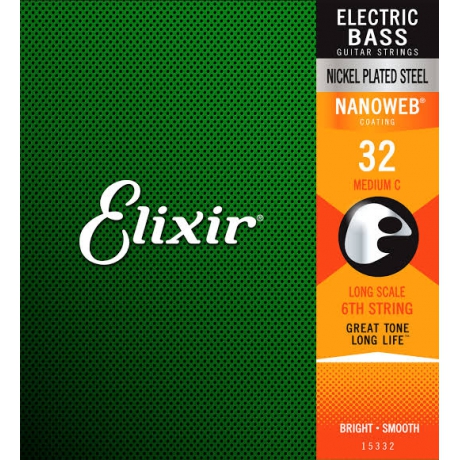 ELECTRIC
BASS
GUITAR STRINGS
NICKEL PLATED STEEL
NANOWEB®
COATING
32
MEDIUM C
Elixir®
LONG SCALE
6TH STRING
GREAT TONE
LONG LIFE™
BRIGHT • SMOOTH
15332